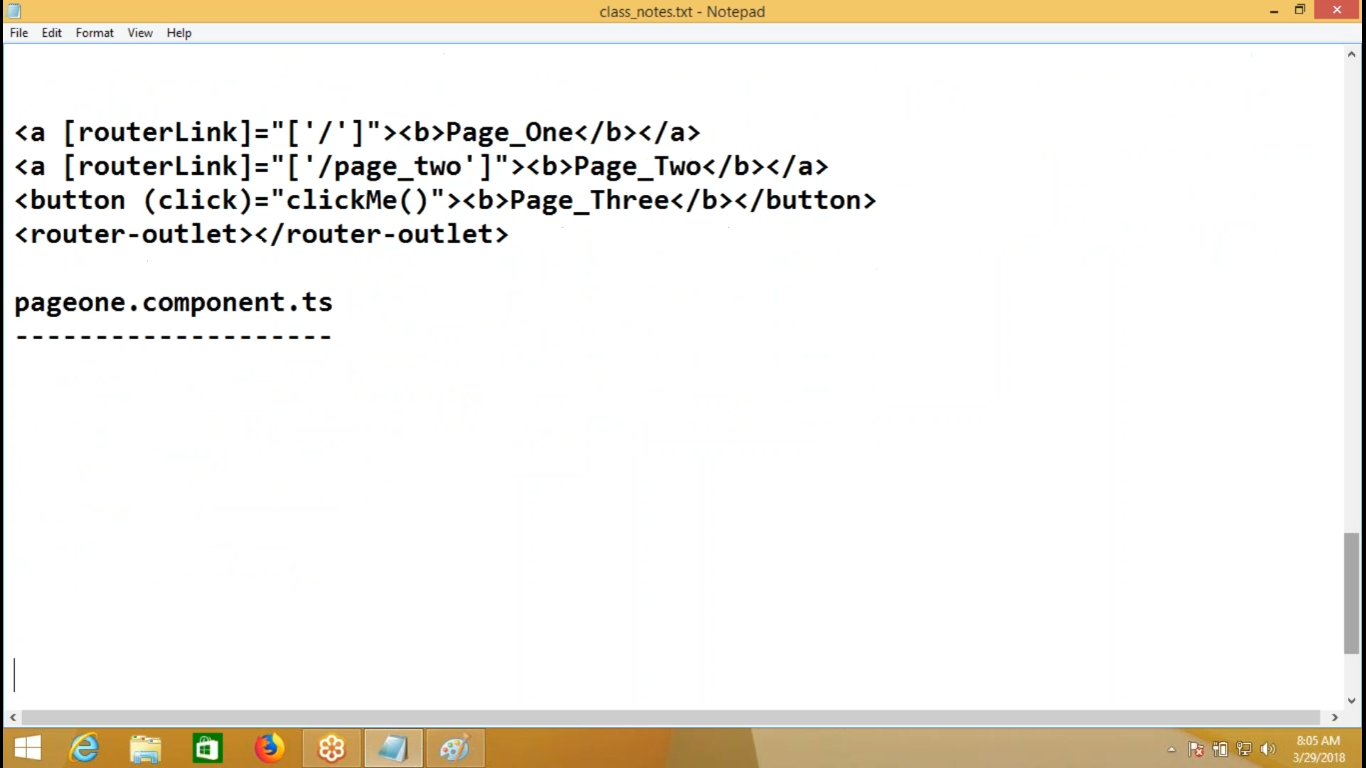 class_notes.txt - Notepad
File Edit Format View Help
<a [routerLink]="['/']"><b>Page_One</b></a>
<a [routerLink]="['/page_two']"><b>Page_Two</b></a>
<button (click)="clickMe()"><b>Page_Three</b></button>
<router-outlet></router-outlet>
pageone.component.ts
--------------------
8:05 AM
3/29/2018